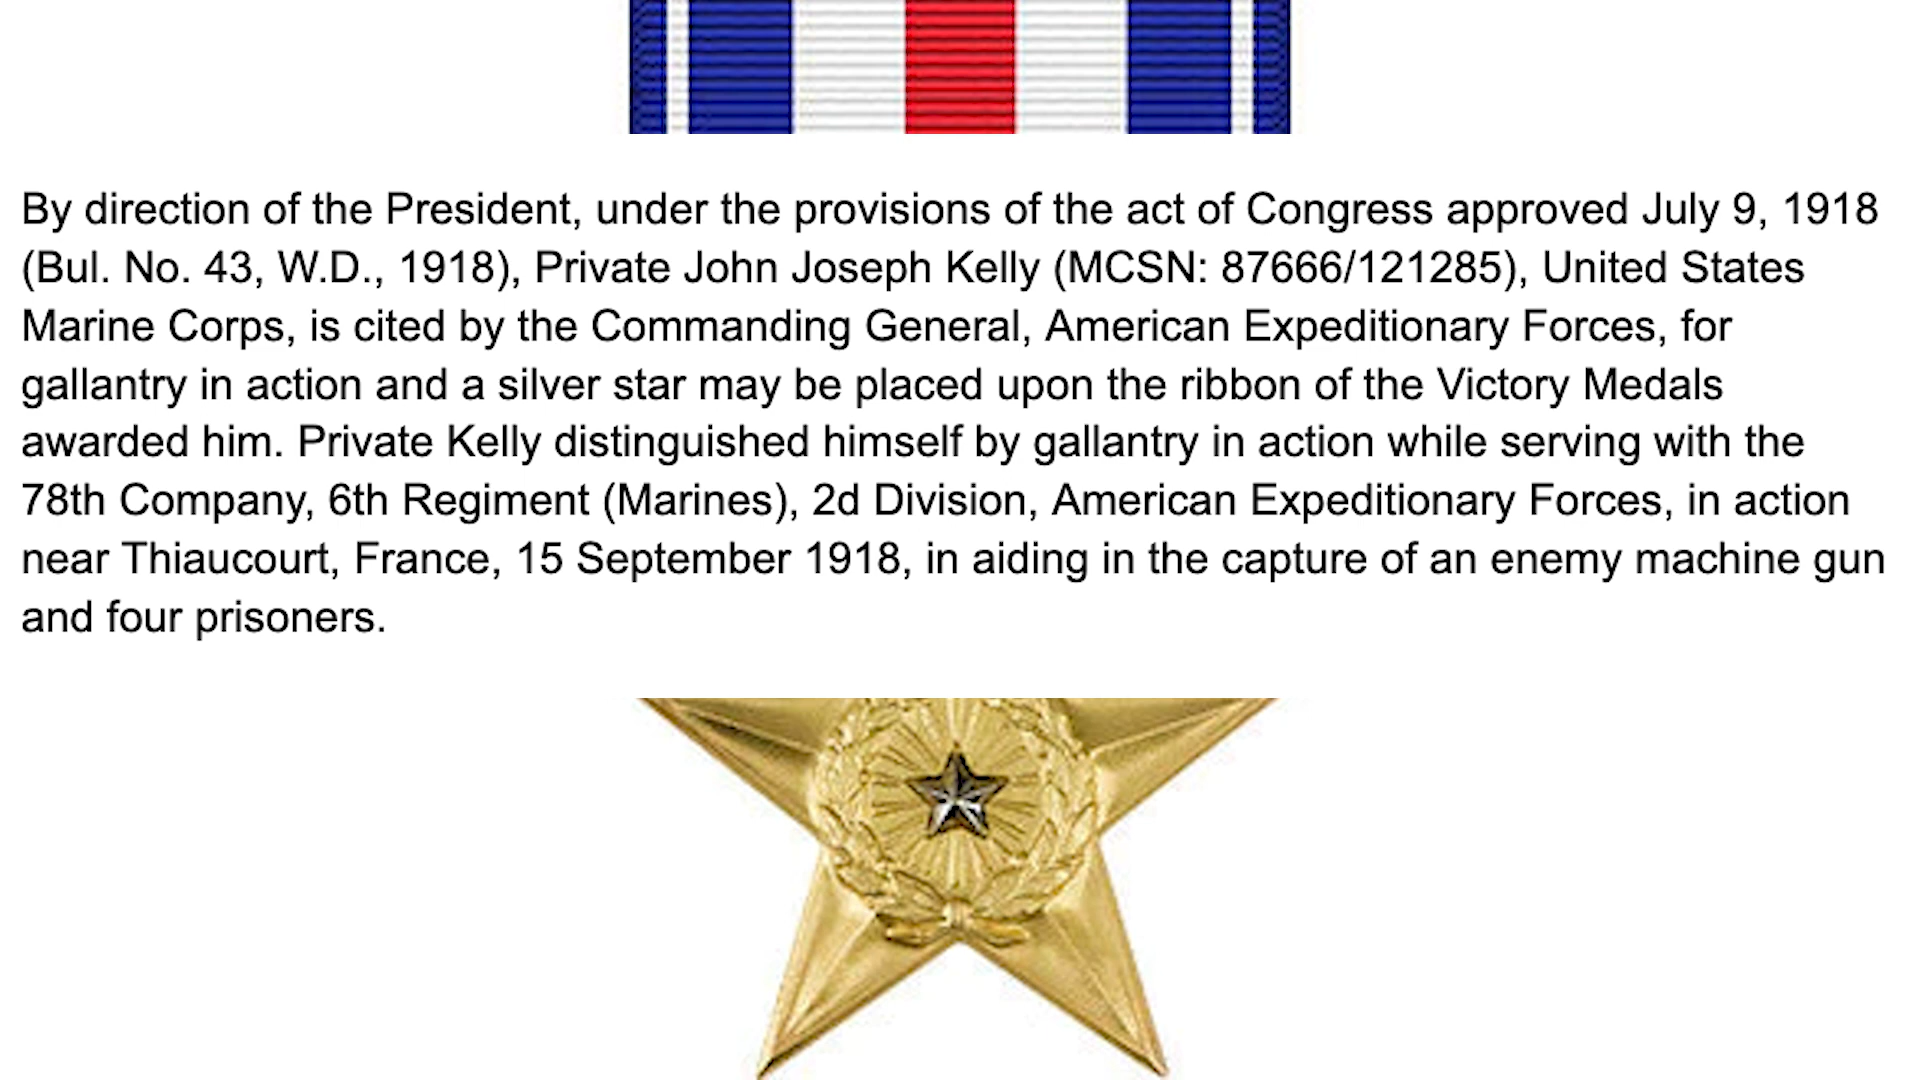 By direction of the President, under the provisions of the act of Congress approved July 9, 1918
(Bul. No. 43, W.D., 1918), Private John Joseph Kelly (MCSN: 87666/121285), United States
Marine Corps, is cited by the Commanding General, American Expeditionary Forces, for
gallantry in action and a silver star may be placed upon the ribbon of the Victory Medals
awarded him. Private Kelly distinguished himself by gallantry in action while serving with the
78th Company, 6th Regiment (Marines), 2d Division, American Expeditionary Forces, in action
near Thiaucourt, France, 15 September 1918, in aiding in the capture of an enemy machine gun
and four prisoners.